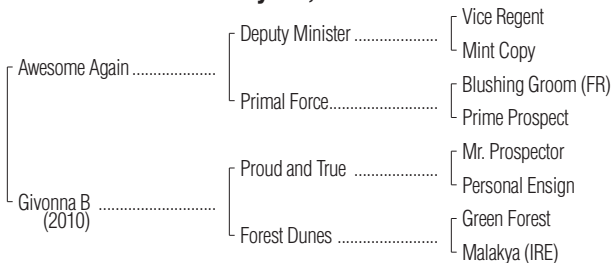 Vice Regent
Deputy Minister ....................
Mint Copy
Awesome Again ....................
Blushing Groom (FR)
Primal Force..........................
Prime Prospect
Mr. Prospector
Proud and True ....................
Personal Ensign
Givonna B ............................
(2010)
Green Forest
Forest Dunes ........................
Malakya (IRE)